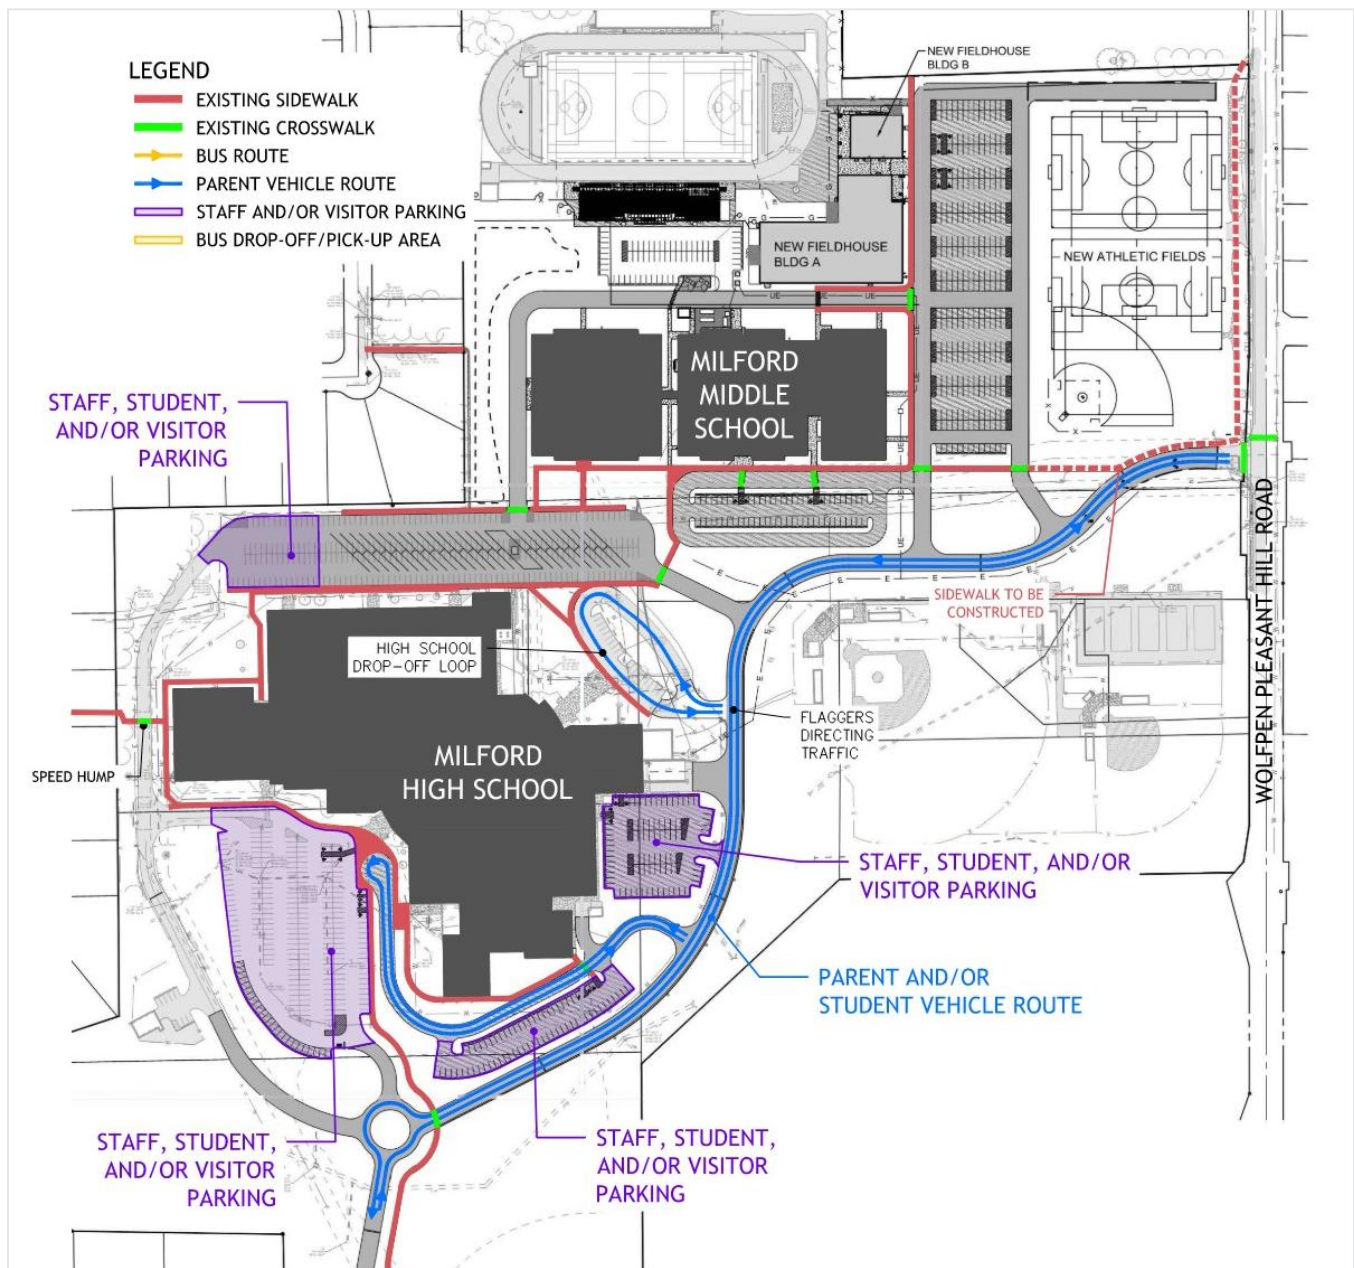 LEGEND
EXISTING SIDEWALK
EXISTING CROSSWALK
BUS ROUTE
PARENT VEHICLE ROUTE
STAFF AND/OR VISITOR PARKING
BUS DROP-OFF/PICK-UP AREA
NEW FIELDHOUSE
BLDG B
NEW FIELDHOUSE
BLDG A
NEW ATHLETIC FIELDS
MILFORD
MIDDLE
SCHOOL
STAFF, STUDENT,
AND/OR VISITOR
PARKING
WOLFPEN PLEASANT HILL ROAD
SIDEWALK TO BE
CONSTRUCTED
HIGH SCHOOL
DROP-OFF LOOP
FLAGGERS
DIRECTING
TRAFFIC
MILFORD
HIGH SCHOOL
SPEED HUMP
STAFF, STUDENT, AND/OR
VISITOR PARKING
PARENT AND/OR
STUDENT VEHICLE ROUTE
STAFF, STUDENT,
AND/OR VISITOR
PARKING
STAFF, STUDENT,
AND/OR VISITOR
PARKING